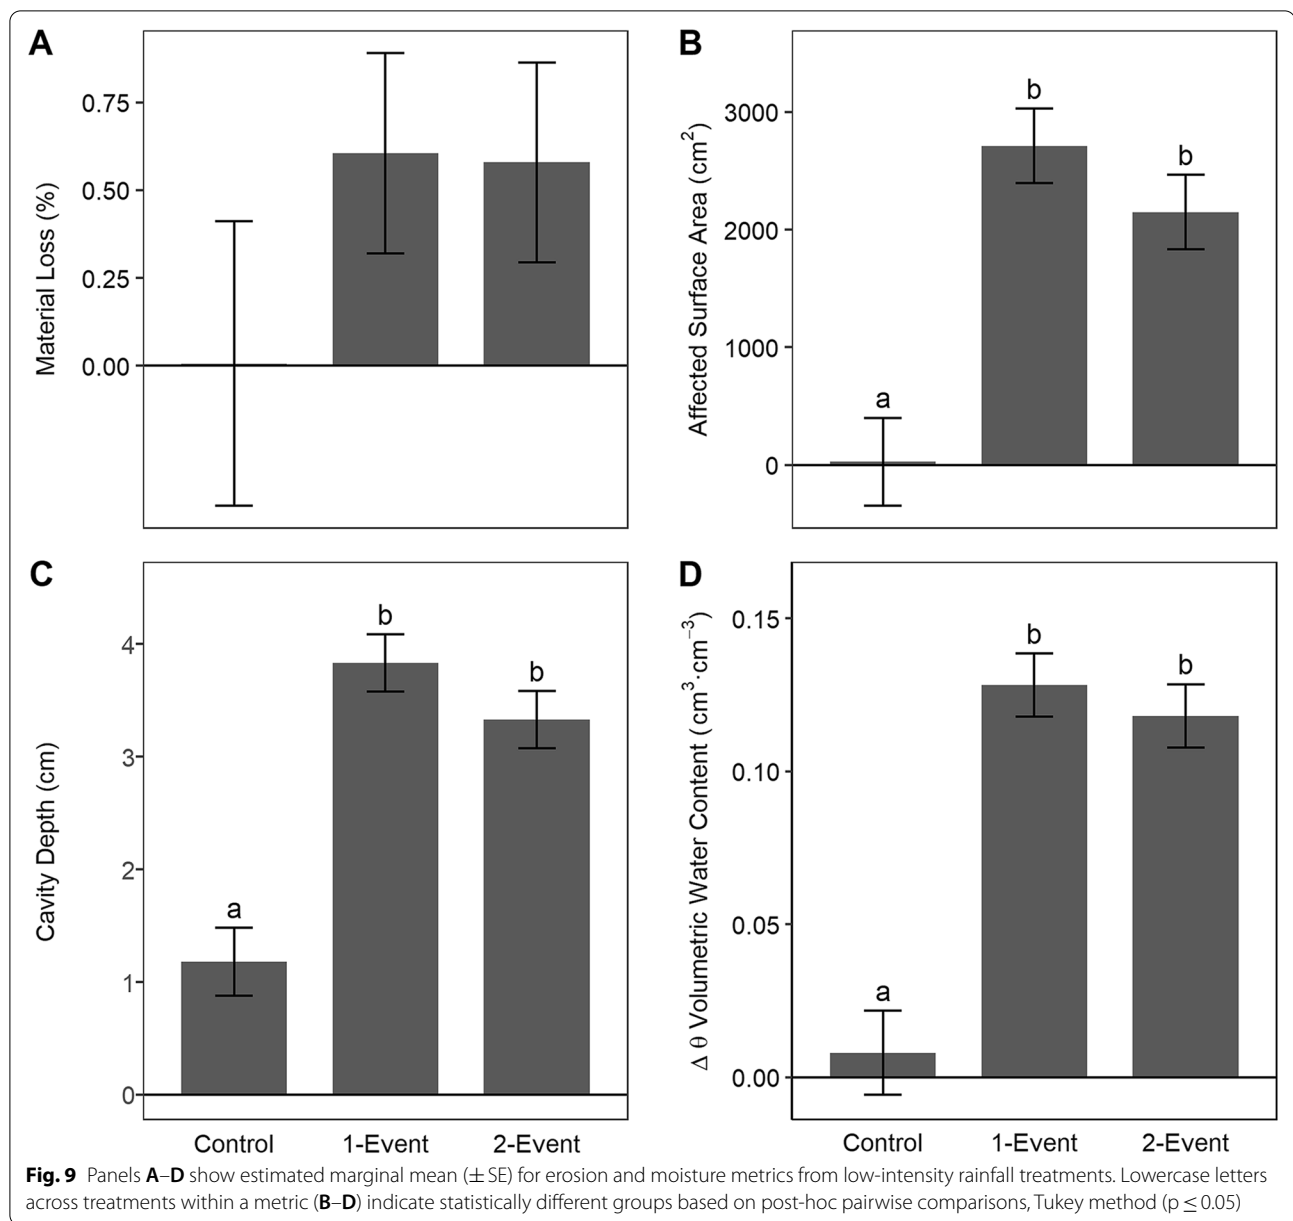 A
Material Loss (%)
0.75
0.50
0.25
0.00
B
Affected Surface Area (cm²)
3000
2000
1000
0
a
b
b
C
Cavity Depth (cm)
4
3
2
1
0
a
b
b
Control
1-Event
2-Event
D
Δ θ Volumetric Water Content (cm³·cm⁻³)
0.15
0.10
0.05
0.00
a
b
b
Control
1-Event
2-Event
Fig. 9 Panels A–D show estimated marginal mean (±SE) for erosion and moisture metrics from low-intensity rainfall treatments. Lowercase letters
across treatments within a metric (B–D) indicate statistically different groups based on post-hoc pairwise comparisons, Tukey method (p ≤ 0.05)